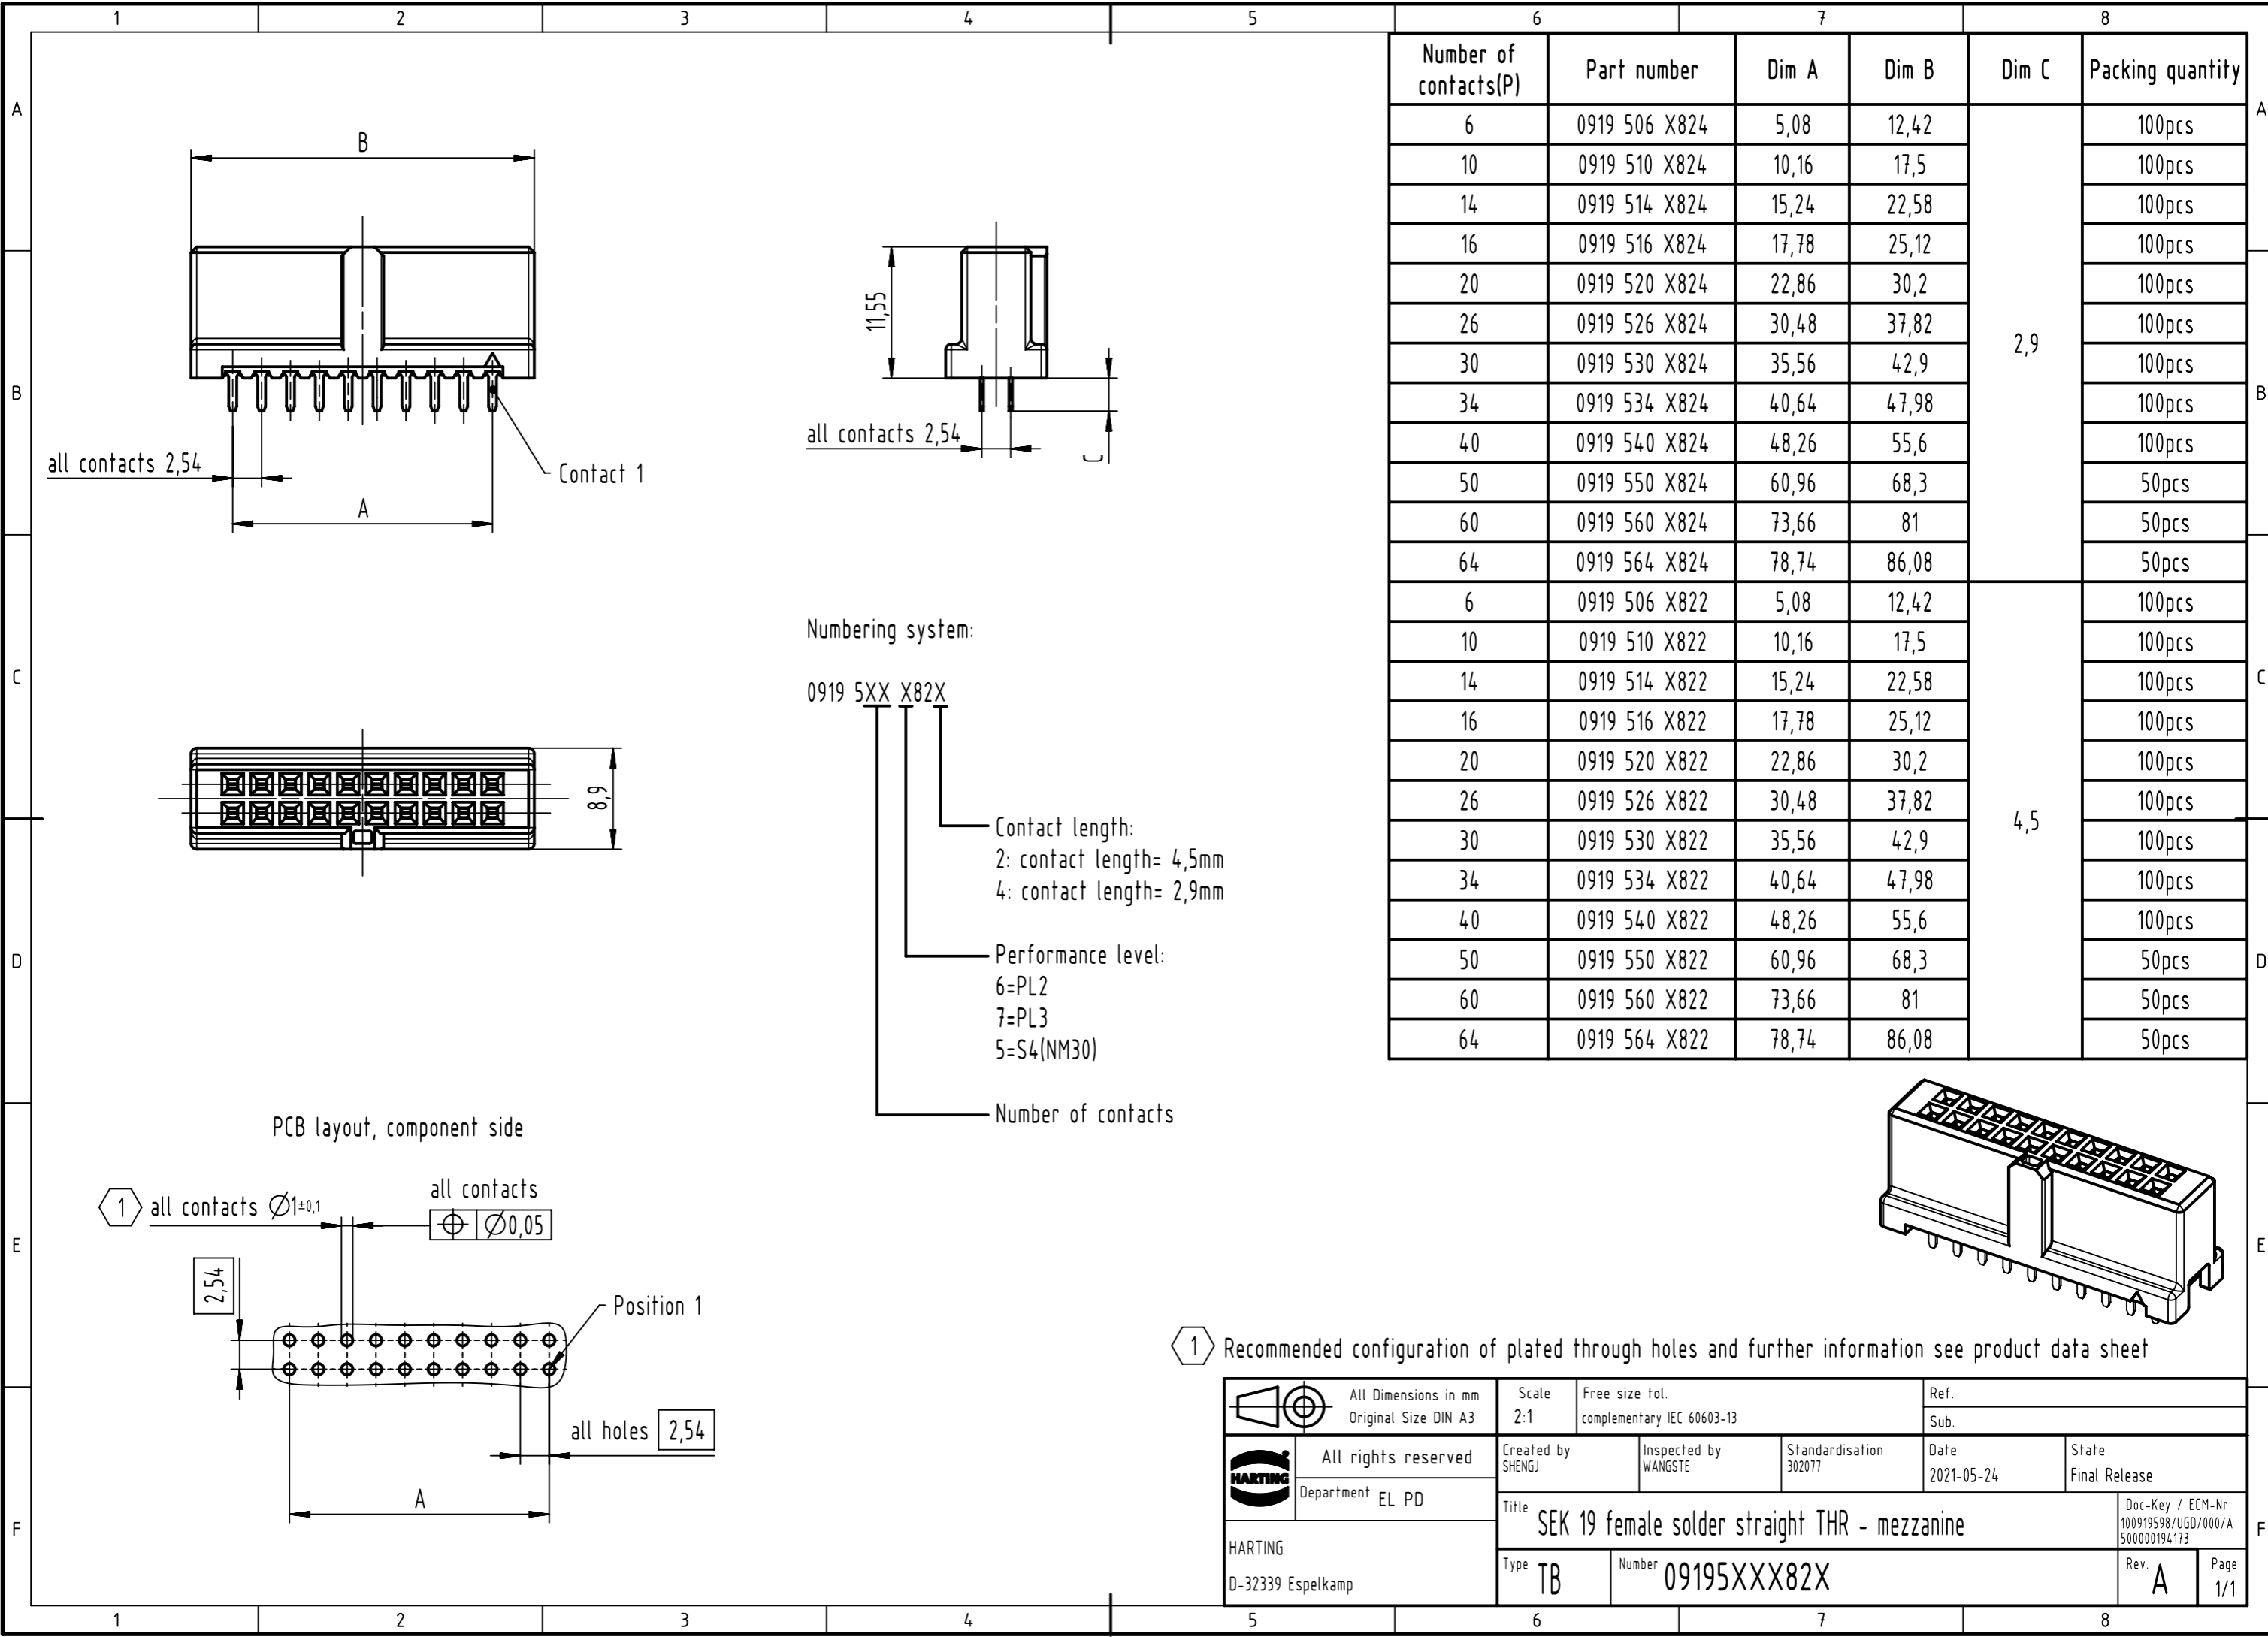 1 2 3 4 5 6 7 8
A
B
C
D
E
F
B
11,55
all contacts 2,54
A
Contact 1
all contacts 2,54
C
8,9
Numbering system:
0919 5XX X82X
Contact length:
2: contact length= 4,5mm
4: contact length= 2,9mm
Performance level:
6=PL2
7=PL3
5=S4(NM30)
Number of contacts
PCB layout, component side
1 all contacts Ø1±0,1
all contacts
⌖ Ø0,05
2,54
Position 1
all holes 2,54
A
Number of contacts(P) Part number Dim A Dim B Dim C Packing quantity
6 0919 506 X824 5,08 12,42 100pcs
10 0919 510 X824 10,16 17,5 100pcs
14 0919 514 X824 15,24 22,58 100pcs
16 0919 516 X824 17,78 25,12 100pcs
20 0919 520 X824 22,86 30,2 100pcs
26 0919 526 X824 30,48 37,82 100pcs
2,9
30 0919 530 X824 35,56 42,9 100pcs
34 0919 534 X824 40,64 47,98 100pcs
40 0919 540 X824 48,26 55,6 100pcs
50 0919 550 X824 60,96 68,3 50pcs
60 0919 560 X824 73,66 81 50pcs
64 0919 564 X824 78,74 86,08 50pcs
6 0919 506 X822 5,08 12,42 100pcs
10 0919 510 X822 10,16 17,5 100pcs
14 0919 514 X822 15,24 22,58 100pcs
16 0919 516 X822 17,78 25,12 100pcs
20 0919 520 X822 22,86 30,2 100pcs
26 0919 526 X822 30,48 37,82 100pcs
4,5
30 0919 530 X822 35,56 42,9 100pcs
34 0919 534 X822 40,64 47,98 100pcs
40 0919 540 X822 48,26 55,6 100pcs
50 0919 550 X822 60,96 68,3 50pcs
60 0919 560 X822 73,66 81 50pcs
64 0919 564 X822 78,74 86,08 50pcs
1 Recommended configuration of plated through holes and further information see product data sheet
All Dimensions in mm
Original Size DIN A3
Scale
2:1
Free size tol.
complementary IEC 60603-13
Ref.
Sub.
HARTING
All rights reserved
Department EL PD
Created by
SHENGJ
Inspected by
WANGSTE
Standardisation
302077
Date
2021-05-24
State
Final Release
HARTING
D-32339 Espelkamp
Title SEK 19 female solder straight THR - mezzanine
Doc-Key / ECM-Nr.
100919598/UGD/000/A
500000194173
Type TB
Number 09195XXX82X
Rev. A
Page
1/1
A
B
C
D
E
F
1 2 3 4 5 6 7 8